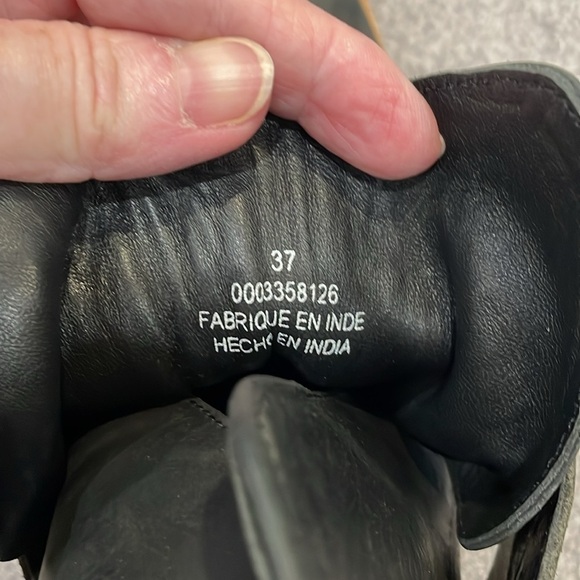 37
0003358126
FABRIQUE EN INDE
HECHO EN INDIA